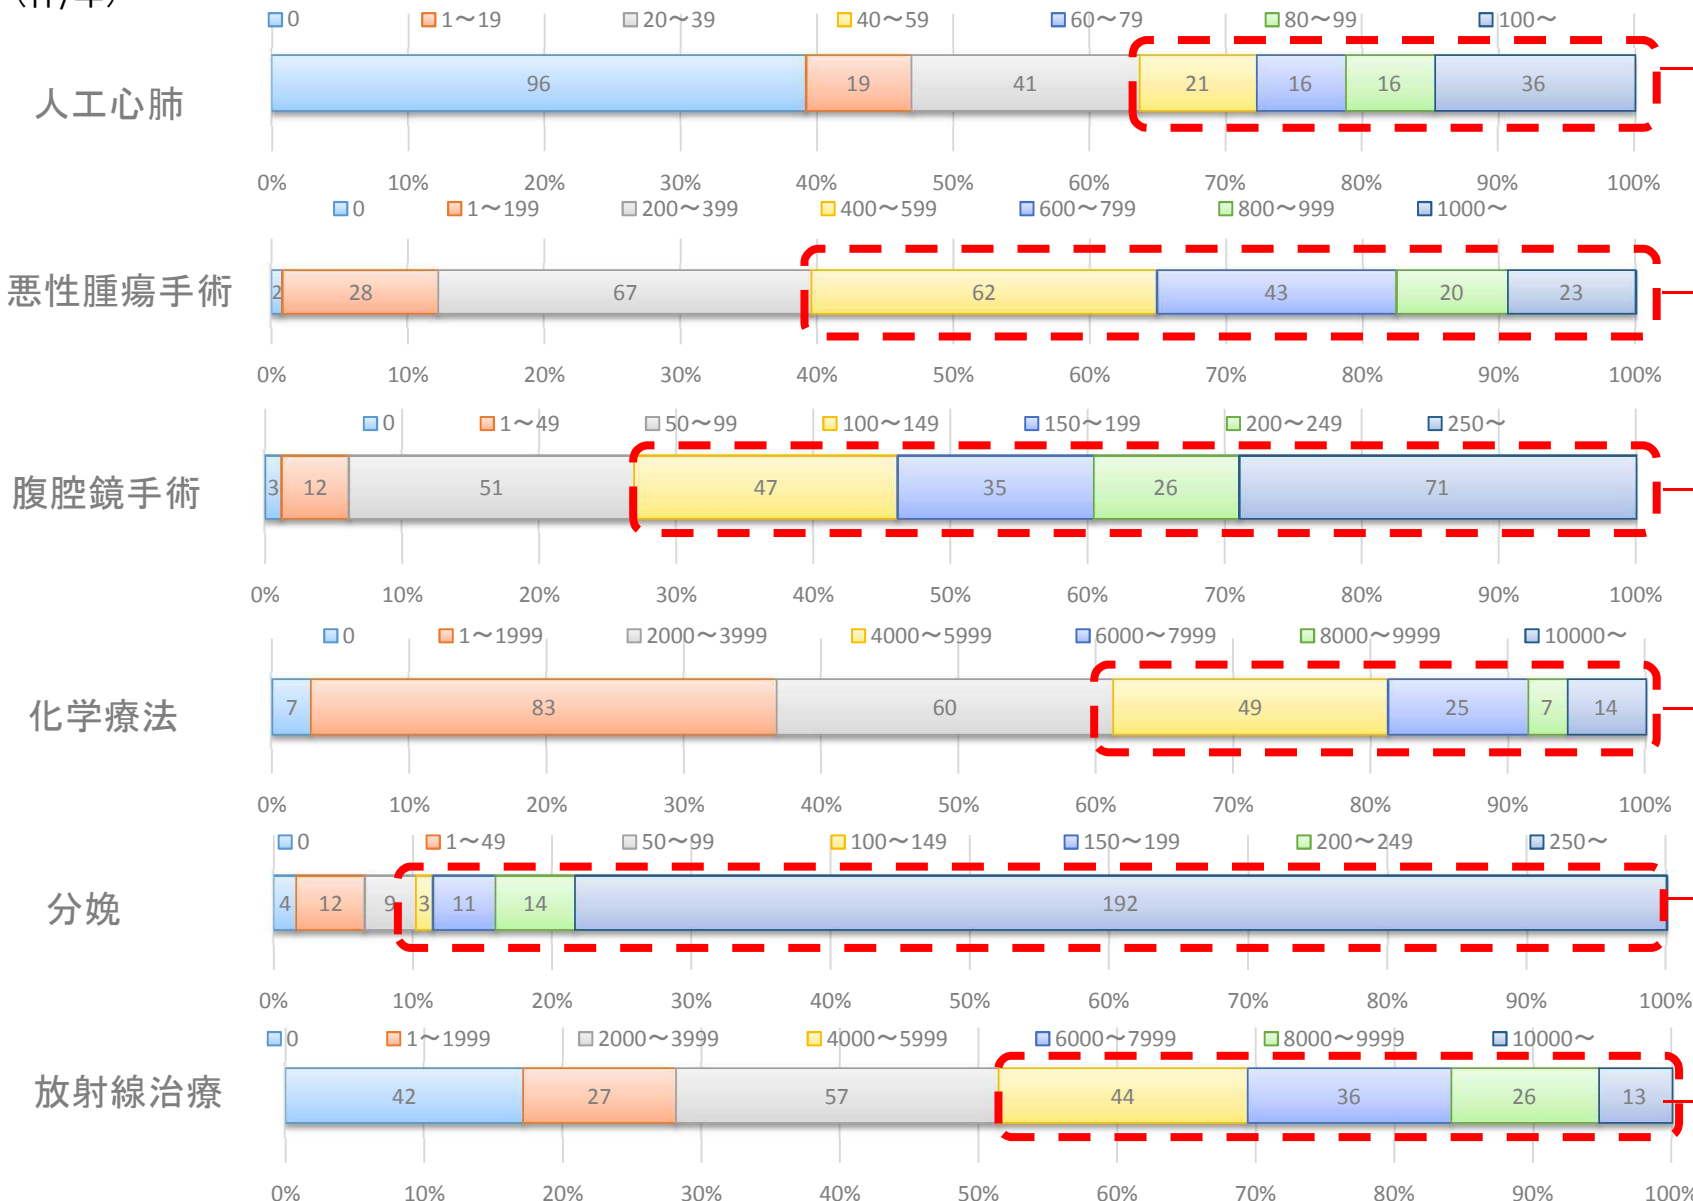 (件/年)
0 1～19 20～39 40～59 60～79 80～99 100～
人工心肺 96 19 41 21 16 16 36
0% 10% 20% 30% 40% 50% 60% 70% 80% 90% 100%
0 1～199 200～399 400～599 600～799 800～999 1000～
悪性腫瘍手術 2 28 67 62 43 20 23
0% 10% 20% 30% 40% 50% 60% 70% 80% 90% 100%
0 1～49 50～99 100～149 150～199 200～249 250～
腹腔鏡手術 3 12 51 47 35 26 71
0% 10% 20% 30% 40% 50% 60% 70% 80% 90% 100%
0 1～1999 2000～3999 4000～5999 6000～7999 8000～9999 10000～
化学療法 7 83 60 49 25 7 14
0% 10% 20% 30% 40% 50% 60% 70% 80% 90% 100%
0 1～49 50～99 100～149 150～199 200～249 250～
分娩 4 12 9 3 11 14 192
0% 10% 20% 30% 40% 50% 60% 70% 80% 90% 100%
0 1～1999 2000～3999 4000～5999 6000～7999 8000～9999 10000～
放射線治療 42 27 57 44 36 26 13
0% 10% 20% 30% 40% 50% 60% 70% 80% 90% 100%